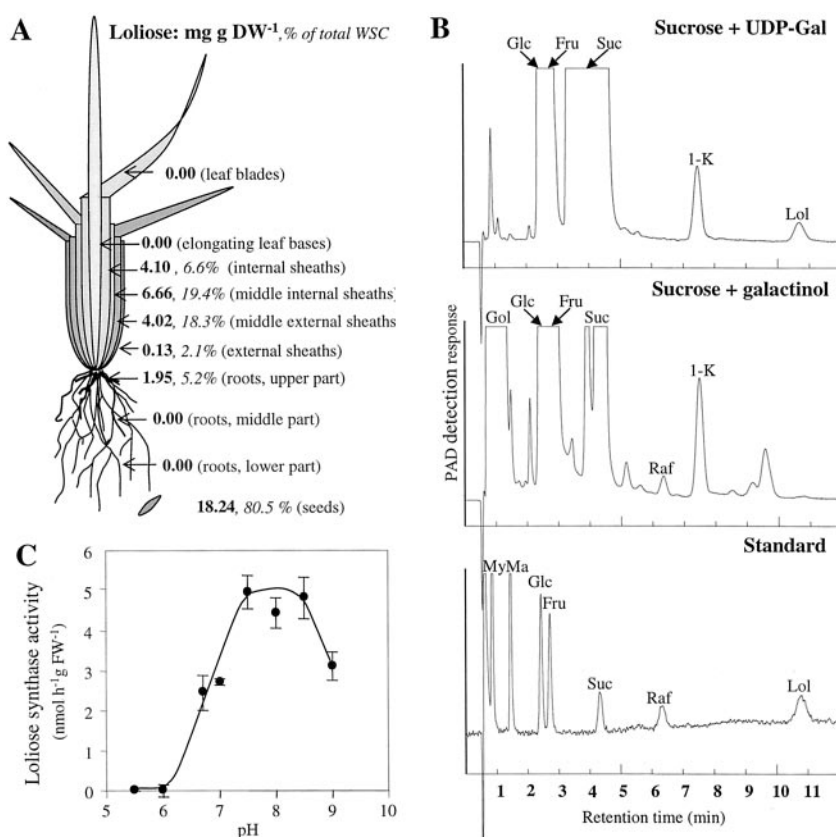 A
Loliose: mg g DW-1, % of total WSC
0.00 (leaf blades)
0.00 (elongating leaf bases)
4.10 , 6.6% (internal sheaths)
6.66, 19.4% (middle internal sheaths)
4.02, 18.3% (middle external sheaths
0.13, 2.1% (external sheaths)
1.95, 5.2% (roots, upper part)
0.00 (roots, middle part)
0.00 (roots, lower part)
18.24, 80.5 % (seeds)
B
Sucrose + UDP-Gal
Glc Fru Suc
1-K
Lol
Sucrose + galactinol
Gol Glc Fru Suc
1-K
Raf
Standard
MyMa
Glc
Fru
Suc
Raf
Lol
PAD detection response
1 2 3 4 5 6 7 8 9 10 11
Retention time (min)
C
Loliose synthase activity
(nmol h-1g FW-1)
6
5
4
3
2
1
0
5 6 7 8 9 10
pH